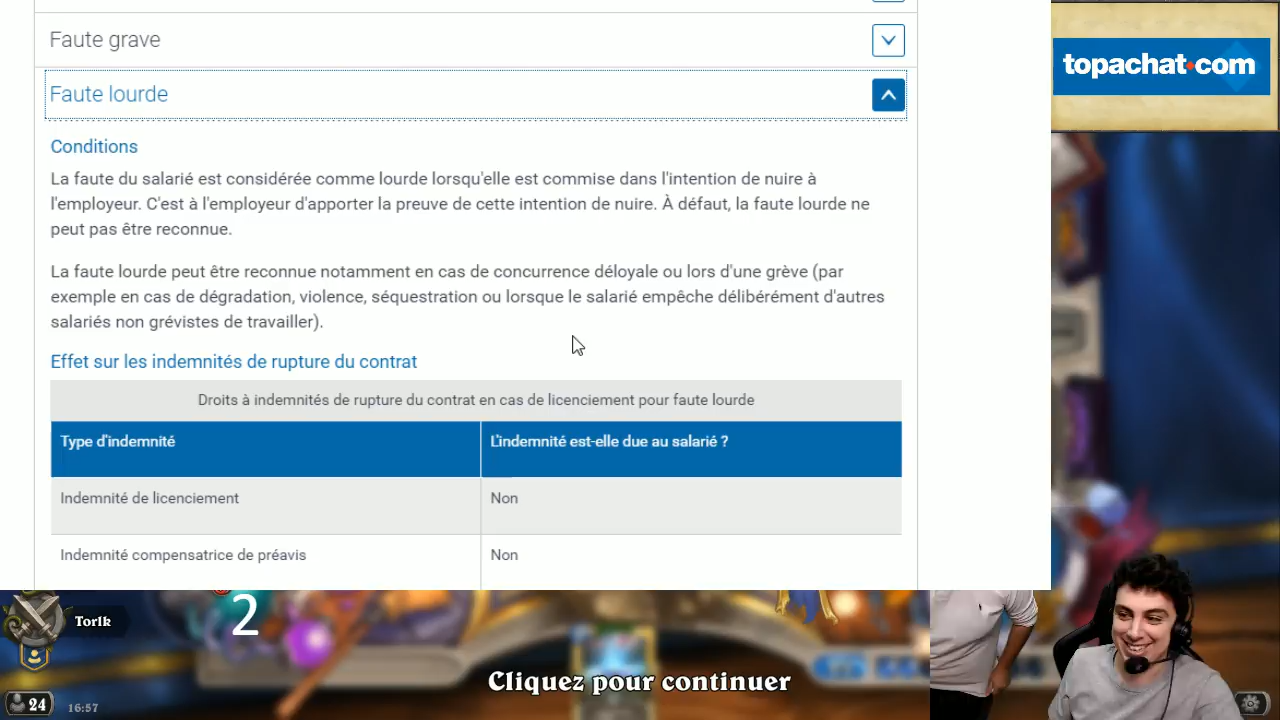 Faute grave
topachat.com
Faute lourde
Conditions
La faute du salarié est considérée comme lourde lorsqu'elle est commise dans l'intention de nuire à
l'employeur. C'est à l'employeur d'apporter la preuve de cette intention de nuire. À défaut, la faute lourde ne
peut pas être reconnue.
La faute lourde peut être reconnue notamment en cas de concurrence déloyale ou lors d'une grève (par
exemple en cas de dégradation, violence, séquestration ou lorsque le salarié empêche délibérément d'autres
salariés non grévistes de travailler).
Effet sur les indemnités de rupture du contrat
Droits à indemnités de rupture du contrat en cas de licenciement pour faute lourde
Type d'indemnité
L'indemnité est-elle due au salarié ?
Indemnité de licenciement
Non
Indemnité compensatrice de préavis
Non
2
Torlk
Cliquez pour continuer
24
16:57